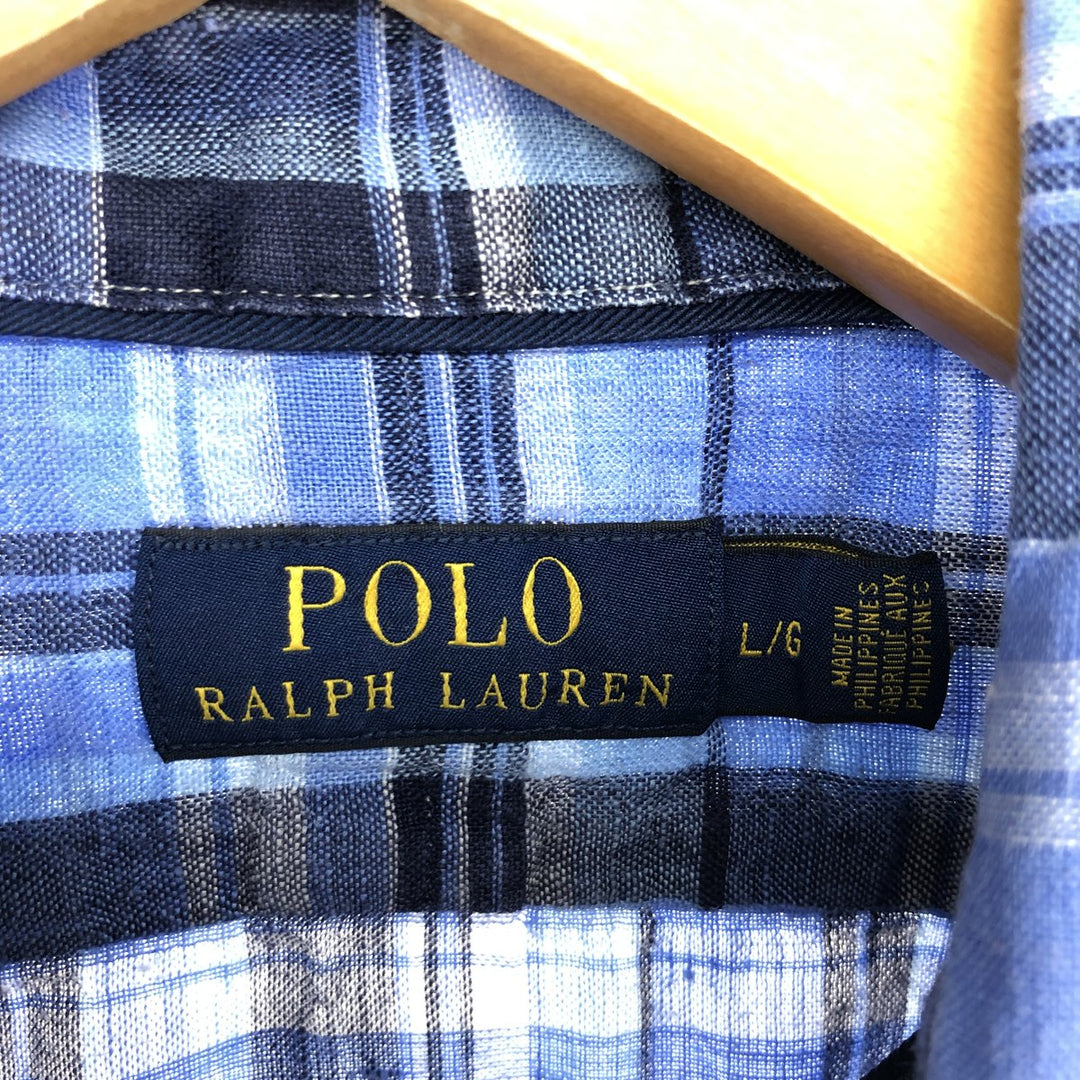 POLO
RALPH LAUREN
L/G
MADE IN
PHILIPPINES
FABRIQUÉ AUX
PHILIPPINES